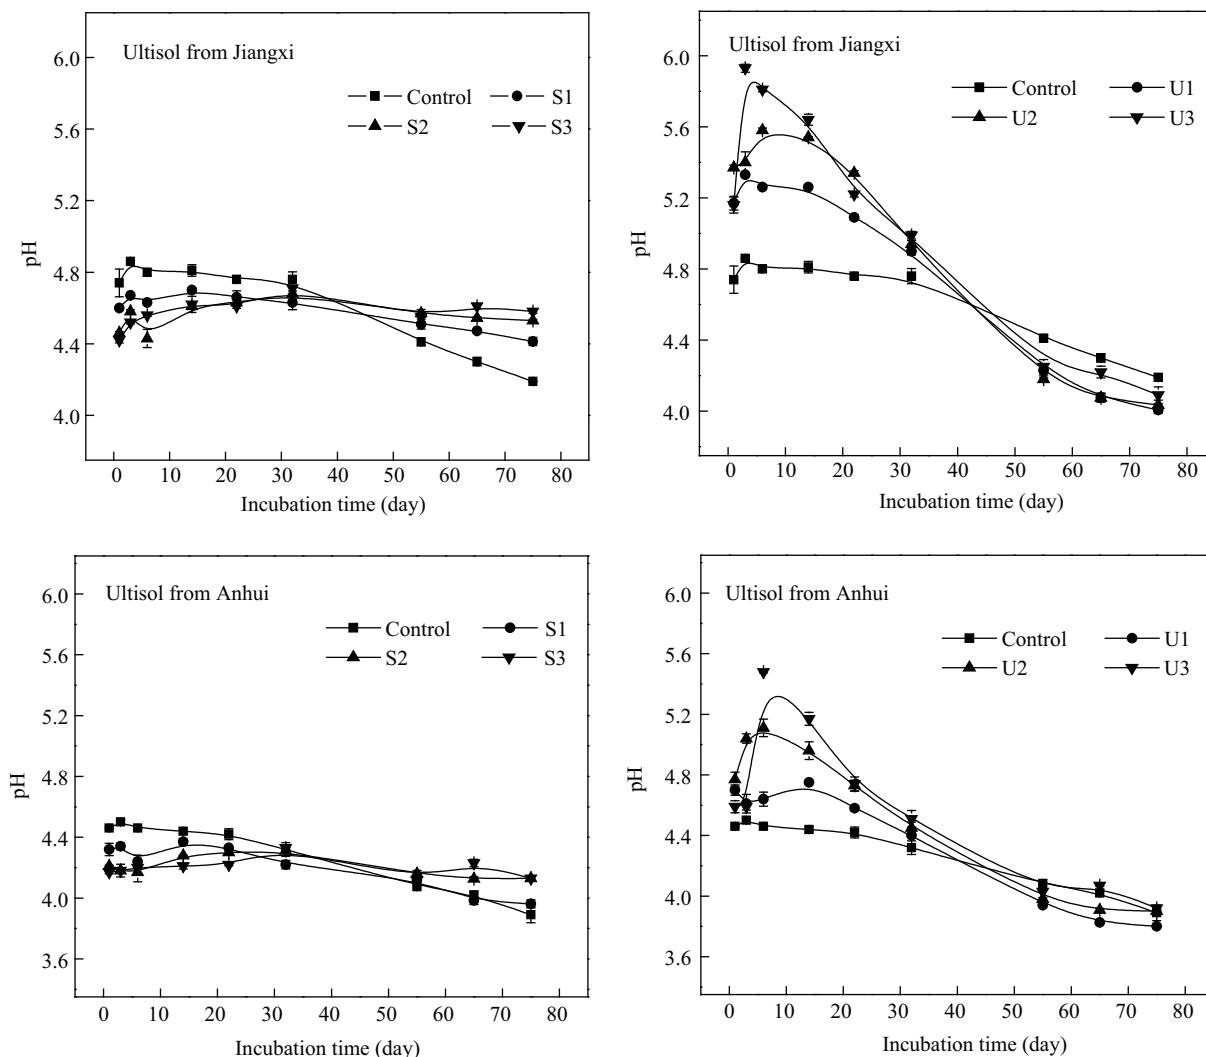 Ultisol from Jiangxi
Control S1
S2 S3
6.0
5.6
5.2
4.8
4.4
4.0
pH
0 10 20 30 40 50 60 70 80
Incubation time (day)
Ultisol from Jiangxi
Control U1
U2 U3
6.0
5.6
5.2
4.8
4.4
4.0
pH
0 10 20 30 40 50 60 70 80
Incubation time (day)
Ultisol from Anhui
Control S1
S2 S3
6.0
5.6
5.2
4.8
4.4
4.0
3.6
pH
0 10 20 30 40 50 60 70 80
Incubation time (day)
Ultisol from Anhui
Control U1
U2 U3
6.0
5.6
5.2
4.8
4.4
4.0
3.6
pH
0 10 20 30 40 50 60 70 80
Incubation time (day)